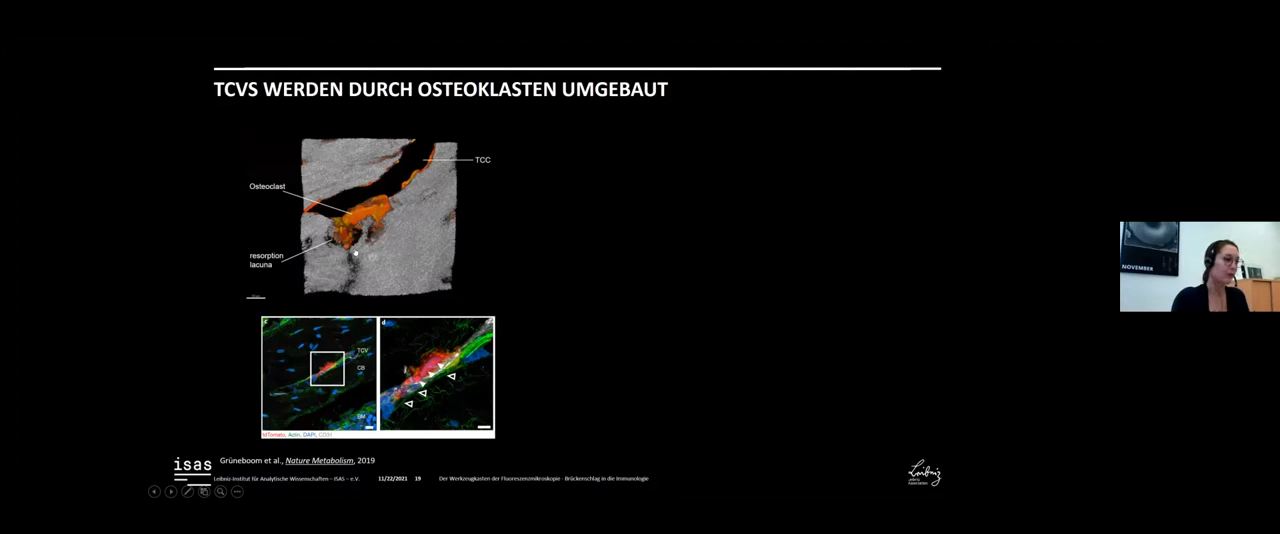 TCVS WERDEN DURCH OSTEOKLASTEN UMGEBAUT
TCC
Osteoclast
resorption
lacuna
c
d
TCV
CB
BM
tdTomato, Actin, DAPI, CD31
Grüneboom et al., Nature Metabolism, 2019
isas
Leibniz-Institut für Analytische Wissenschaften – ISAS – e.V.
11/22/2021 19
Der Werkzeugkasten der Fluoreszenzmikroskopie - Brückenschlag in die Immunologie
Leibniz
Association
NOVEMBER